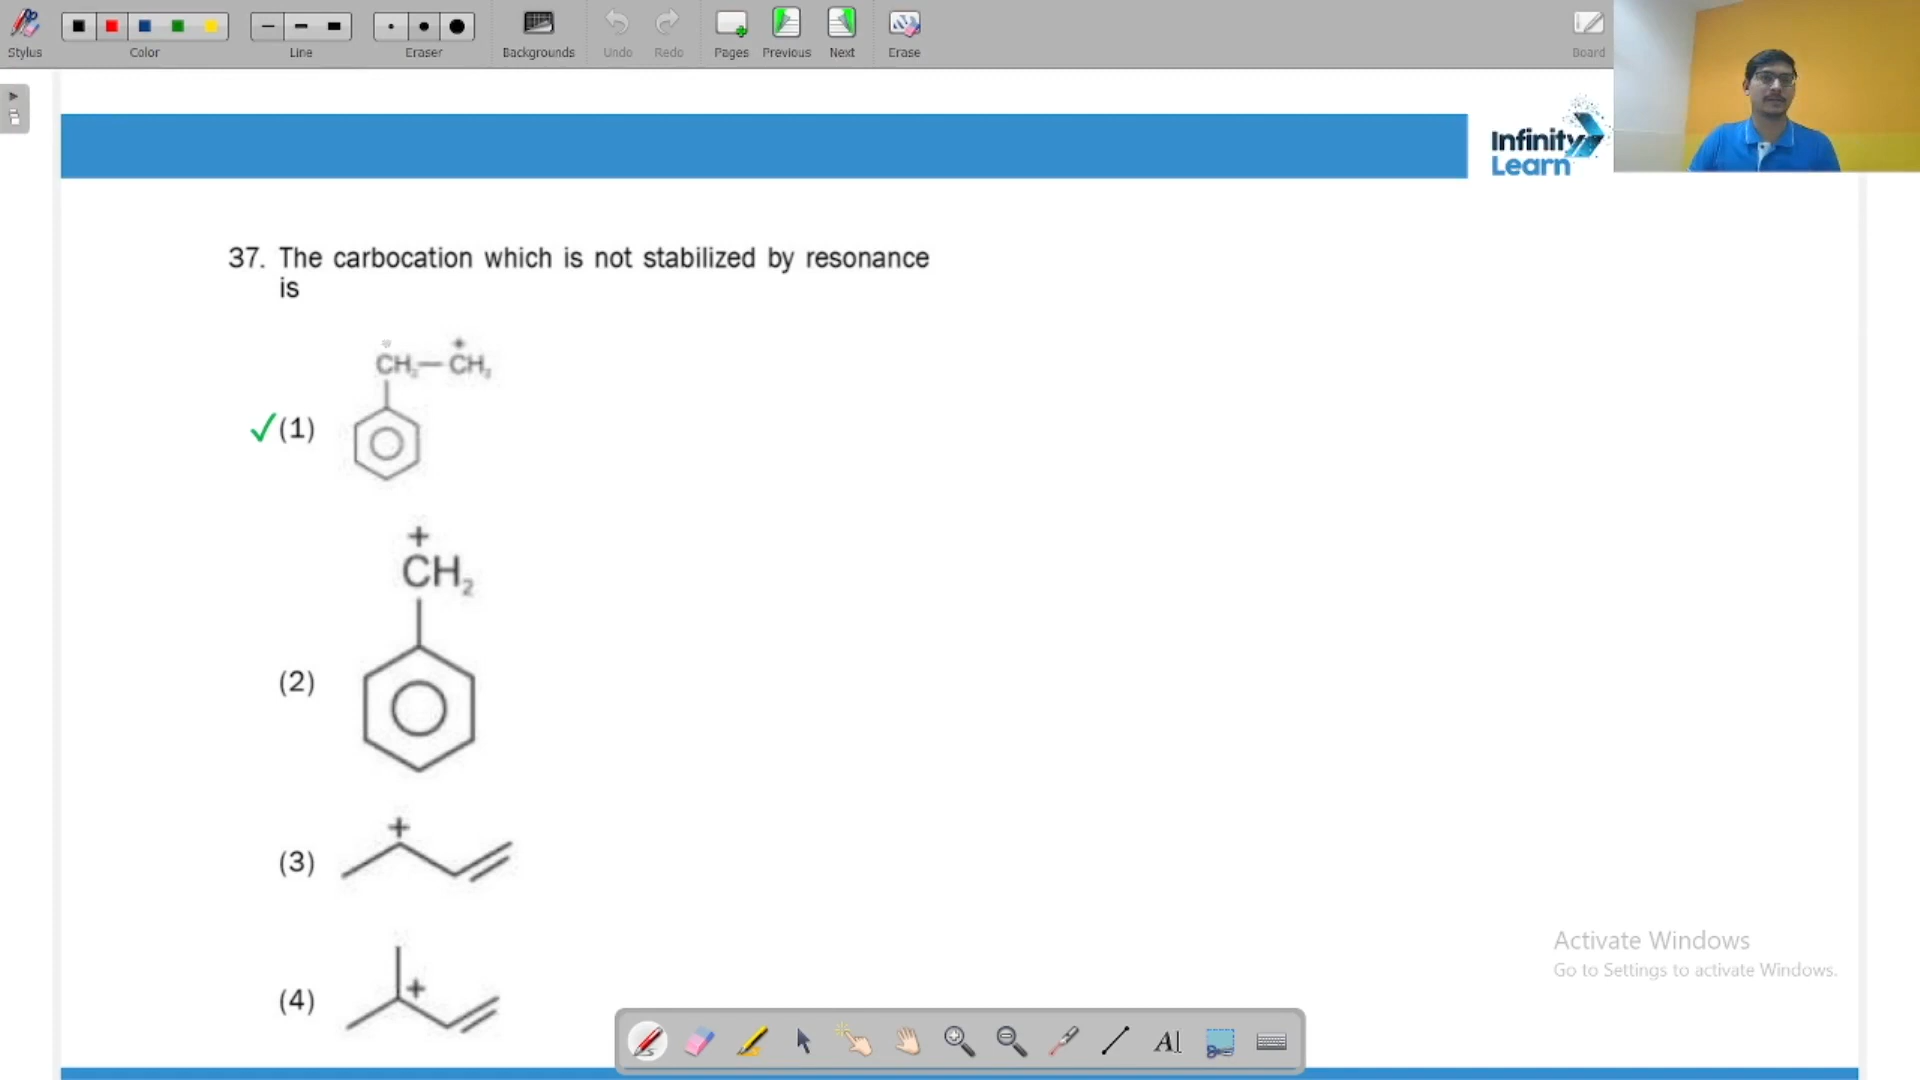 Stylus
Color
Line
Eraser
Backgrounds
Undo
Redo
Pages
Previous
Next
Erase
Board
Infinity
Learn
37. The carbocation which is not stabilized by resonance
is
CH₂—CH₂
+
(1)
+
CH₂
(2)
+
(3)
+
(4)
Activate Windows
Go to Settings to activate Windows.
AI